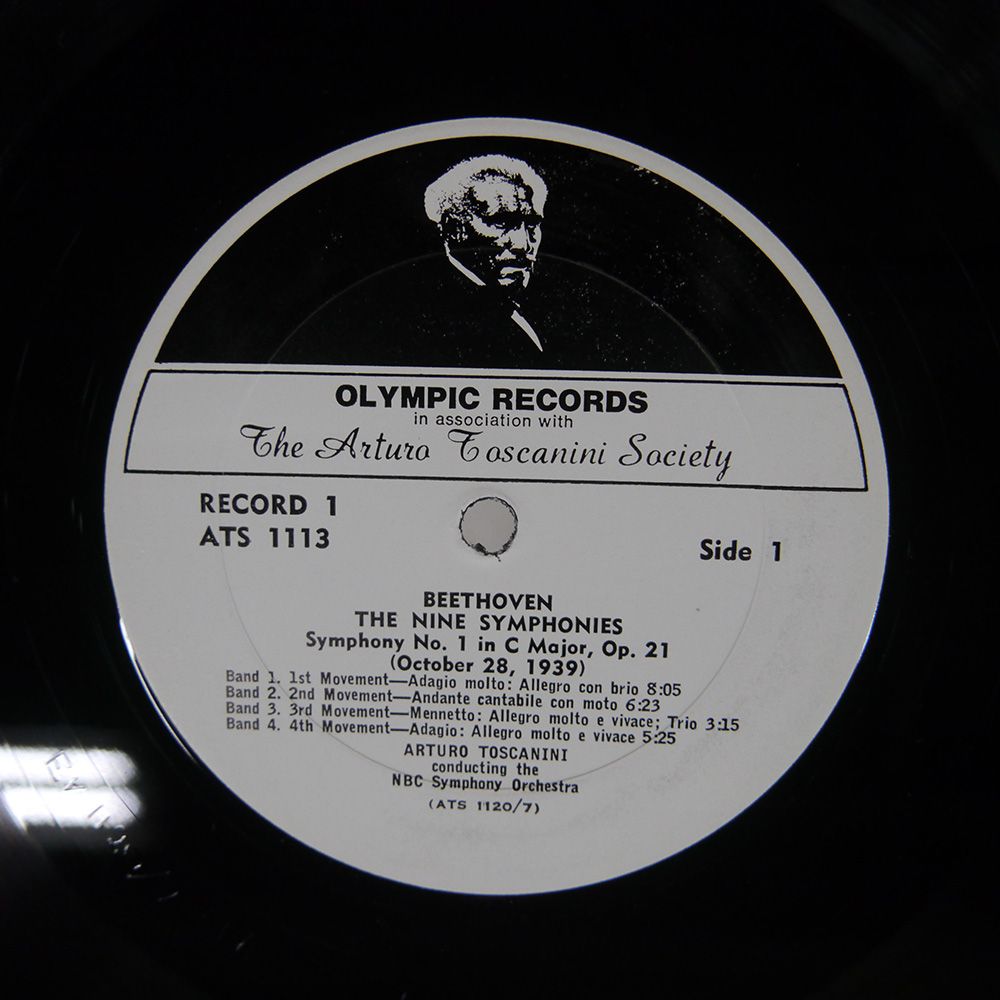 OLYMPIC RECORDS
in association with
The Arturo Toscanini Society
RECORD 1
ATS 1113
Side 1
BEETHOVEN
THE NINE SYMPHONIES
Symphony No. 1 in C Major, Op. 21
(October 28, 1939)
Band 1. 1st Movement—Adagio molto: Allegro con brio 8:05
Band 2. 2nd Movement—Andante cantabile con moto 6:23
Band 3. 3rd Movement—Mennetto: Allegro molto e vivace; Trio 3:15
Band 4. 4th Movement—Adagio: Allegro molto e vivace 5:25
ARTURO TOSCANINI
conducting the
NBC Symphony Orchestra
(ATS 1120/7)